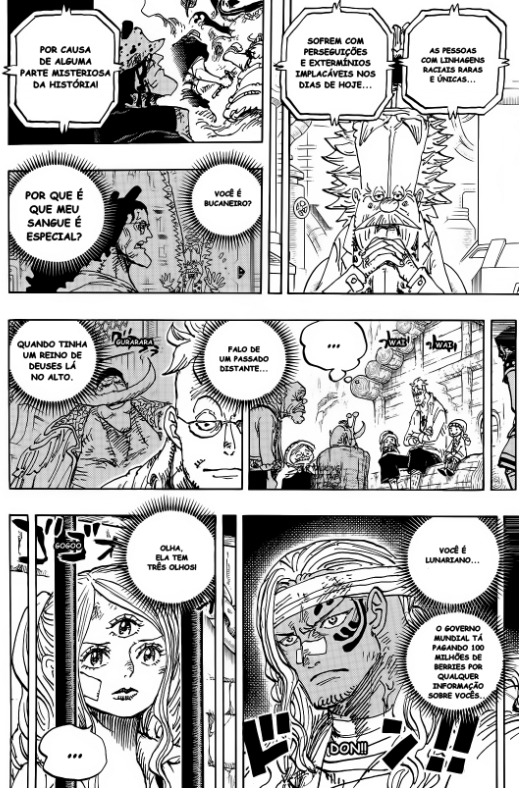 AS PESSOAS
COM LINHAGENS
RACIAIS RARAS
E ÚNICAS...
SOFREM COM
PERSEGUIÇÕES
E EXTERMÍNIOS
IMPLACÁVEIS NOS
DIAS DE HOJE...
POR CAUSA
DE ALGUMA
PARTE MISTERIOSA
DA HISTÓRIA!
VOCÊ É
BUCANEIRO?
POR QUE É
QUE MEU
SANGUE É
ESPECIAL?
WAI
WAI
...
FALO DE
UM PASSADO
DISTANTE...
GURARARA
QUANDO TINHA
UM REINO DE
DEUSES LÁ
NO ALTO.
VOCÊ É
LUNARIANO...
O GOVERNO
MUNDIAL TÁ
PAGANDO 100
MILHÕES DE
BERRIES POR
QUALQUER
INFORMAÇÃO
SOBRE VOCÊS..
ドン!!
DON!!
OLHA,
ELA TEM
TRÊS OLHOS!
GOGOO
...